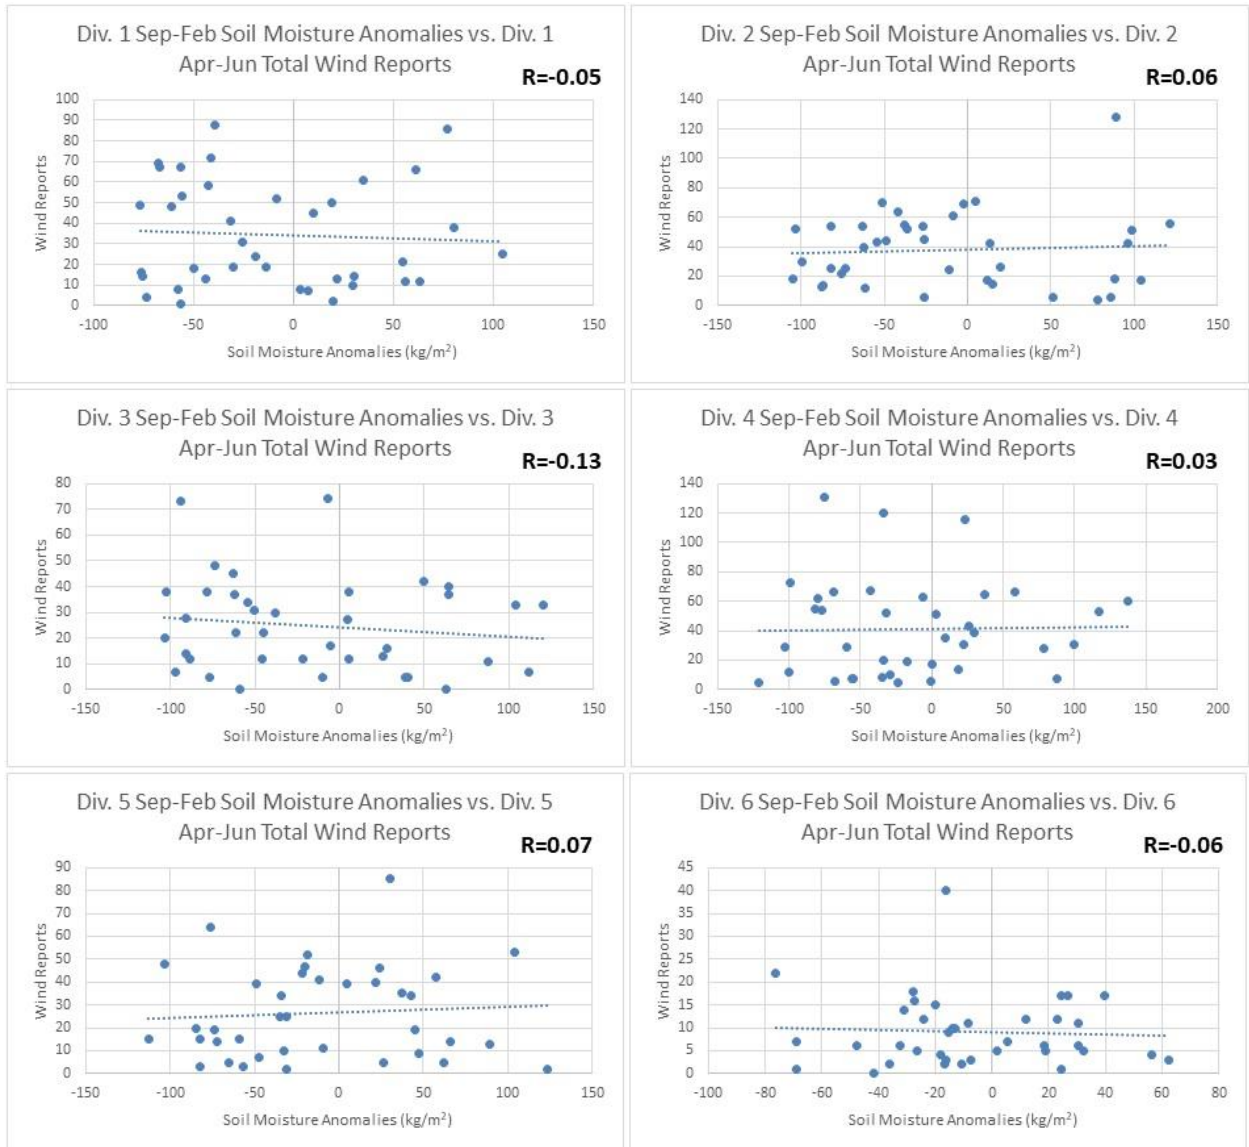 Div. 1 Sep-Feb Soil Moisture Anomalies vs. Div. 1
Apr-Jun Total Wind Reports
R=-0.05
100
90
80
70
60
50
40
30
20
10
0
Wind Reports
-100 -50 0 50 100 150
Soil Moisture Anomalies (kg/m²)
Div. 2 Sep-Feb Soil Moisture Anomalies vs. Div. 2
Apr-Jun Total Wind Reports
R=0.06
140
120
100
80
60
40
20
0
Wind Reports
-150 -100 -50 0 50 100 150
Soil Moisture Anomalies (kg/m²)
Div. 3 Sep-Feb Soil Moisture Anomalies vs. Div. 3
Apr-Jun Total Wind Reports
R=-0.13
80
70
60
50
40
30
20
10
0
Wind Reports
-150 -100 -50 0 50 100 150
Soil Moisture Anomalies (kg/m²)
Div. 4 Sep-Feb Soil Moisture Anomalies vs. Div. 4
Apr-Jun Total Wind Reports
R=0.03
140
120
100
80
60
40
20
0
Wind Reports
-150 -100 -50 0 50 100 150 200
Soil Moisture Anomalies (kg/m²)
Div. 5 Sep-Feb Soil Moisture Anomalies vs. Div. 5
Apr-Jun Total Wind Reports
R=0.07
90
80
70
60
50
40
30
20
10
0
Wind Reports
-150 -100 -50 0 50 100 150
Soil Moisture Anomalies (kg/m²)
Div. 6 Sep-Feb Soil Moisture Anomalies vs. Div. 6
Apr-Jun Total Wind Reports
R=-0.06
45
40
35
30
25
20
15
10
5
0
Wind Reports
-100 -80 -60 -40 -20 0 20 40 60 80
Soil Moisture Anomalies (kg/m²)